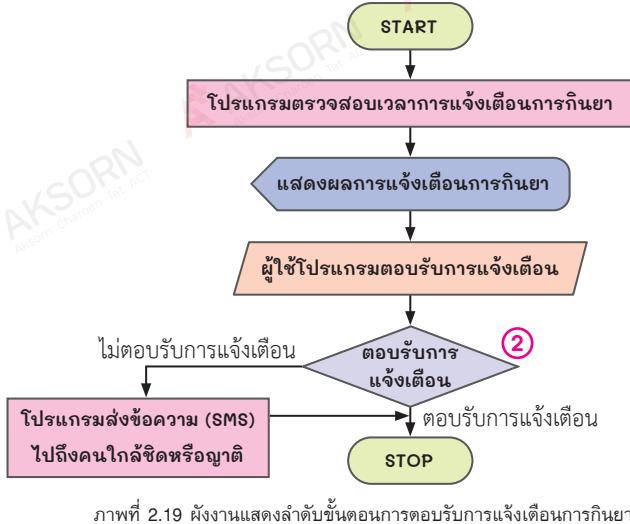 START
โปรแกรมตรวจสอบเวลาการแจ้งเตือนการกินยา
แสดงผลการแจ้งเตือนการกินยา
ผู้ใช้โปรแกรมตอบรับการแจ้งเตือน
ไม่ตอบรับการแจ้งเตือน
ตอบรับการ
แจ้งเตือน
2
โปรแกรมส่งข้อความ (SMS)
ไปถึงคนใกล้ชิดหรือญาติ
ตอบรับการแจ้งเตือน
STOP
ภาพที่ 2.19 ผังงานแสดงลำดับขั้นตอนการตอบรับการแจ้งเตือนการกินยา
AKSORN
Aksorn Charoen Tat ACT.
AKSORN
Aksorn Charoen Tat ACT.